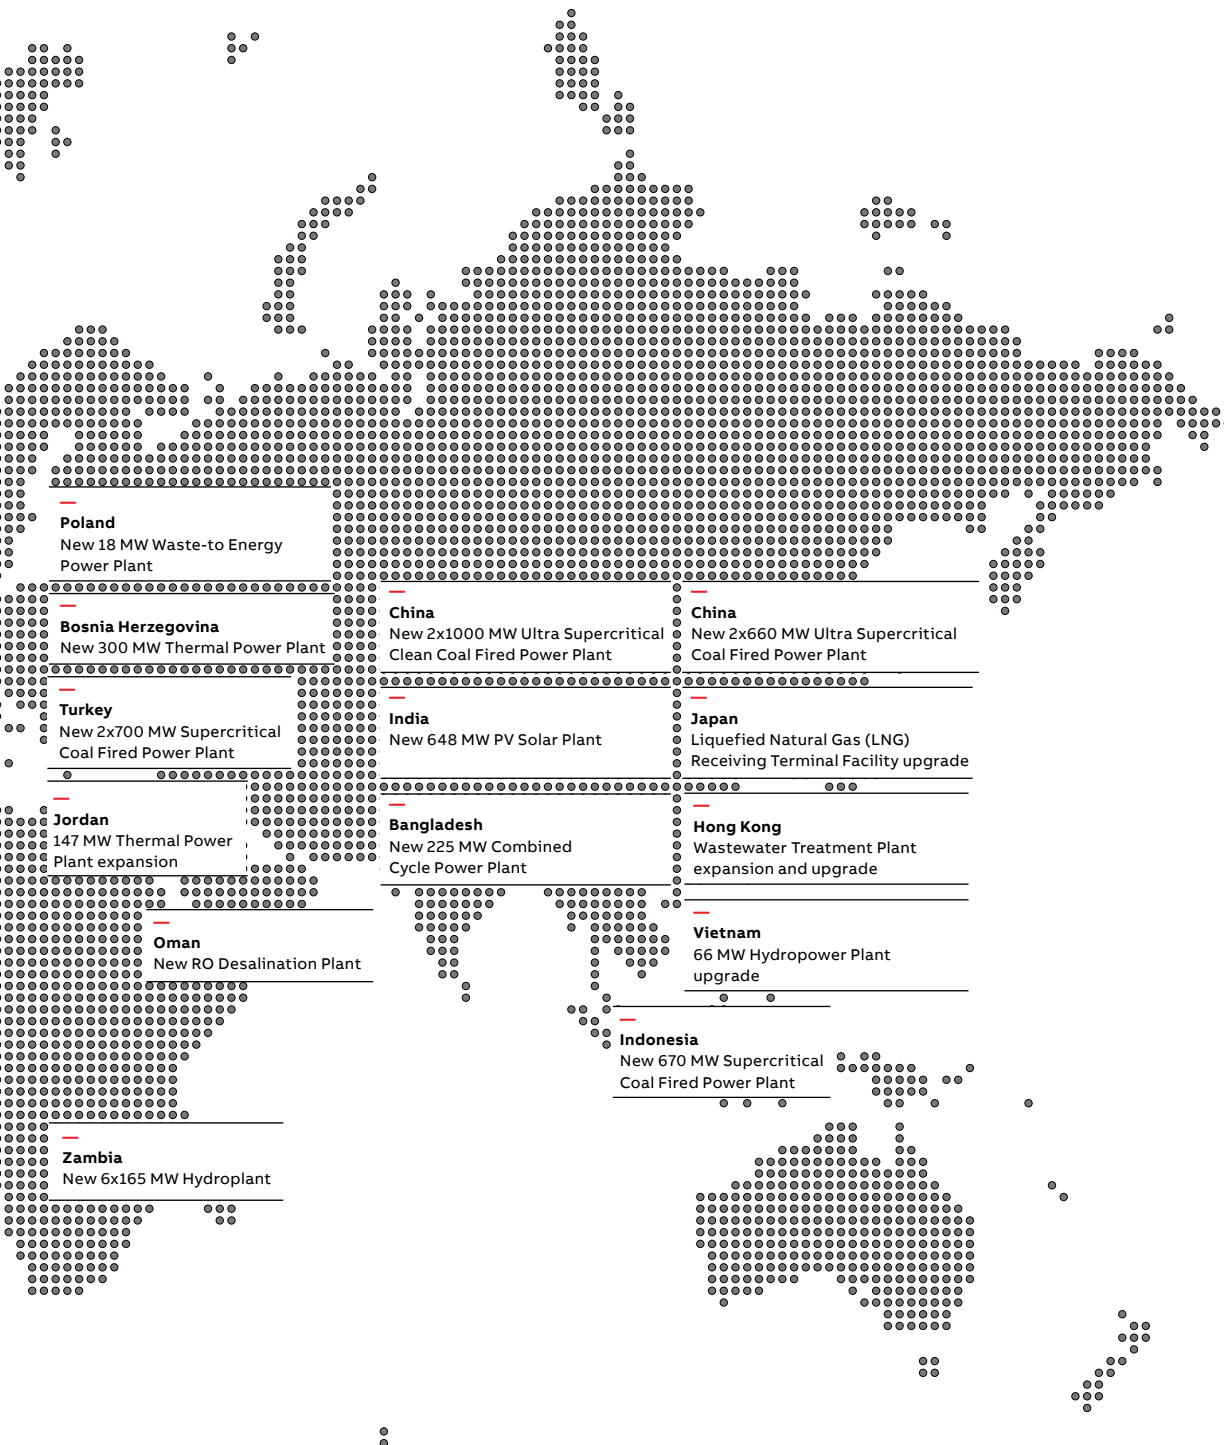 Poland
New 18 MW Waste-to Energy
Power Plant
Bosnia Herzegovina
New 300 MW Thermal Power Plant
Turkey
New 2x700 MW Supercritical
Coal Fired Power Plant
Jordan
147 MW Thermal Power
Plant expansion
Oman
New RO Desalination Plant
Zambia
New 6x165 MW Hydroplant
China
New 2x1000 MW Ultra Supercritical
Clean Coal Fired Power Plant
India
New 648 MW PV Solar Plant
Bangladesh
New 225 MW Combined
Cycle Power Plant
China
New 2x660 MW Ultra Supercritical
Coal Fired Power Plant
Japan
Liquefied Natural Gas (LNG)
Receiving Terminal Facility upgrade
Hong Kong
Wastewater Treatment Plant
expansion and upgrade
Vietnam
66 MW Hydropower Plant
upgrade
Indonesia
New 670 MW Supercritical
Coal Fired Power Plant